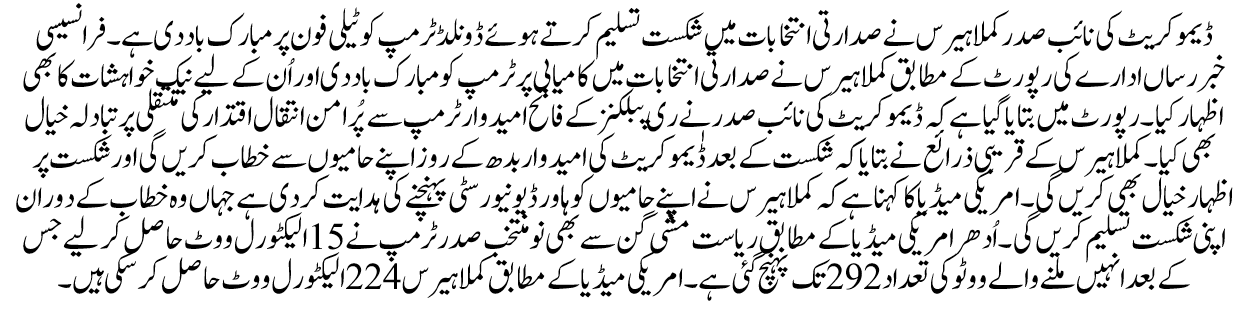 ڈیموکریٹ کی نائب صدر کملا ہیرس نے صدارتی انتخابات میں شکست تسلیم کرتے ہوئے ڈونلڈ ٹرمپ کو ٹیلی فون پر مبارک باد دی ہے۔ فرانسیسی
خبر رساں ادارے کی رپورٹ کے مطابق کملا ہیرس نے صدارتی انتخابات میں کامیابی پر ٹرمپ کو مبارک باد دی اور اُن کے لیے نیک خواہشات کا بھی
اظہار کیا۔ رپورٹ میں بتایا گیا ہے کہ ڈیموکریٹ کی نائب صدر نے ری پبلکنز کے فاتح امیدوار ٹرمپ سے پُرامن انتقال اقتدار کی منتقلی پر تبادلہ خیال
بھی کیا۔ کملا ہیرس کے قریبی ذرائع نے بتایا کہ شکست کے بعد ڈیموکریٹ کی امیدوار بدھ کے روز اپنے حامیوں سے خطاب کریں گی اور شکست پر
اظہار خیال بھی کریں گی۔ امریکی میڈیا کا کہنا ہے کہ کملا ہیرس نے اپنے حامیوں کو ہاورڈ یونیورسٹی پہنچنے کی ہدایت کردی ہے جہاں وہ خطاب کے دوران
اپنی شکست تسلیم کریں گی۔ اُدھر امریکی میڈیا کے مطابق ریاست مشی گن سے بھی نو منتخب صدر ٹرمپ نے 15 الیکٹورل ووٹ حاصل کرلیے جس
کے بعد انہیں ملنے والے ووٹو کی تعداد 292 تک پہنچ گئی ہے۔ امریکی میڈیا کے مطابق کملا ہیرس 224 الیکٹورل ووٹ حاصل کرسکی ہیں۔